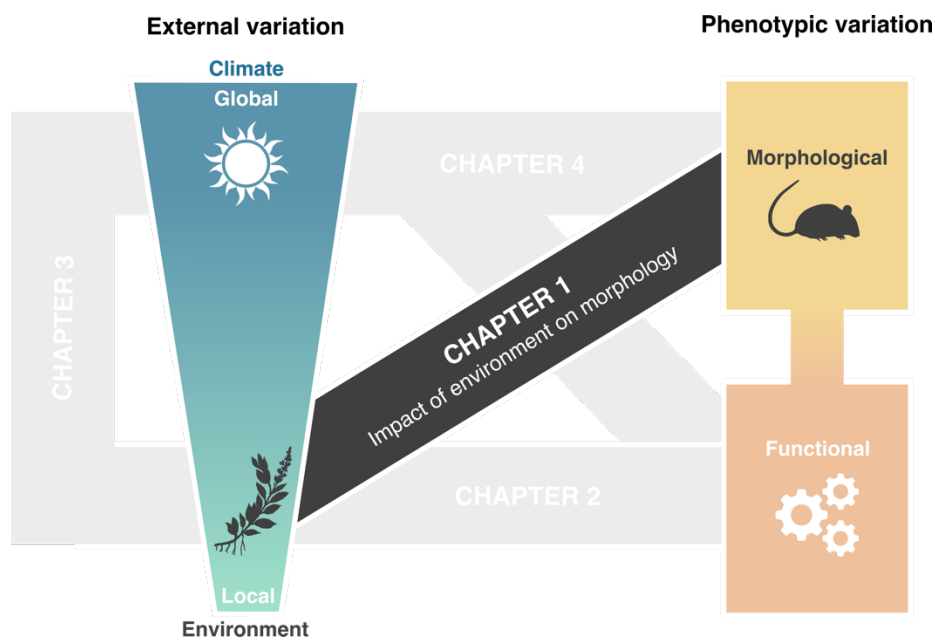 External variation
Phenotypic variation
Climate
Global
CHAPTER 4
Morphological
CHAPTER 3
CHAPTER 1
Impact of environment on morphology
Functional
CHAPTER 2
Local
Environment